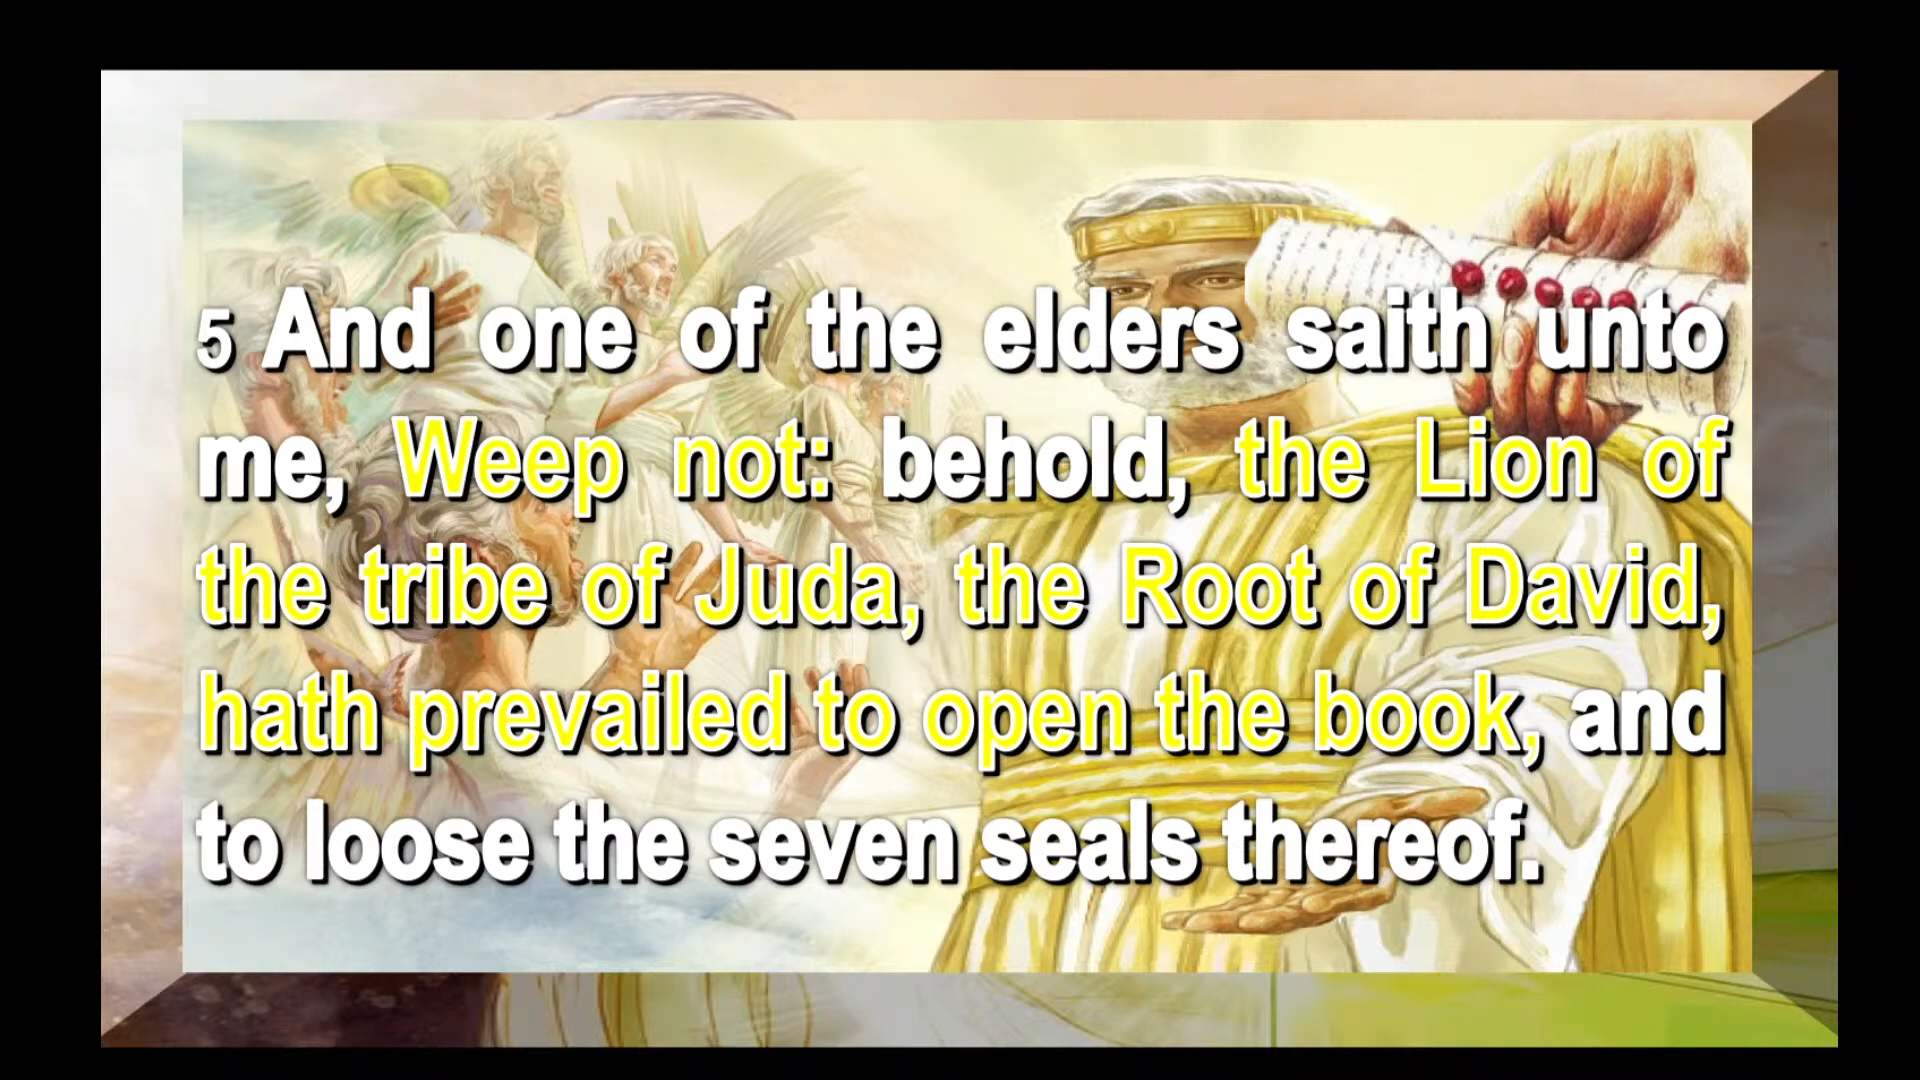 5 And one of the elders saith unto
me, Weep not: behold, the Lion of
the tribe of Juda, the Root of David,
hath prevailed to open the book, and
to loose the seven seals thereof.